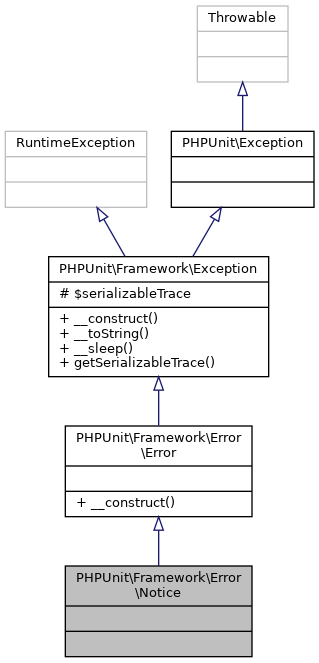 Throwable
RuntimeException
PHPUnit\Exception
PHPUnit\Framework\Exception
# $serializableTrace
+ __construct()
+ __toString()
+ __sleep()
+ getSerializableTrace()
PHPUnit\Framework\Error
\Error
+ __construct()
PHPUnit\Framework\Error
\Notice